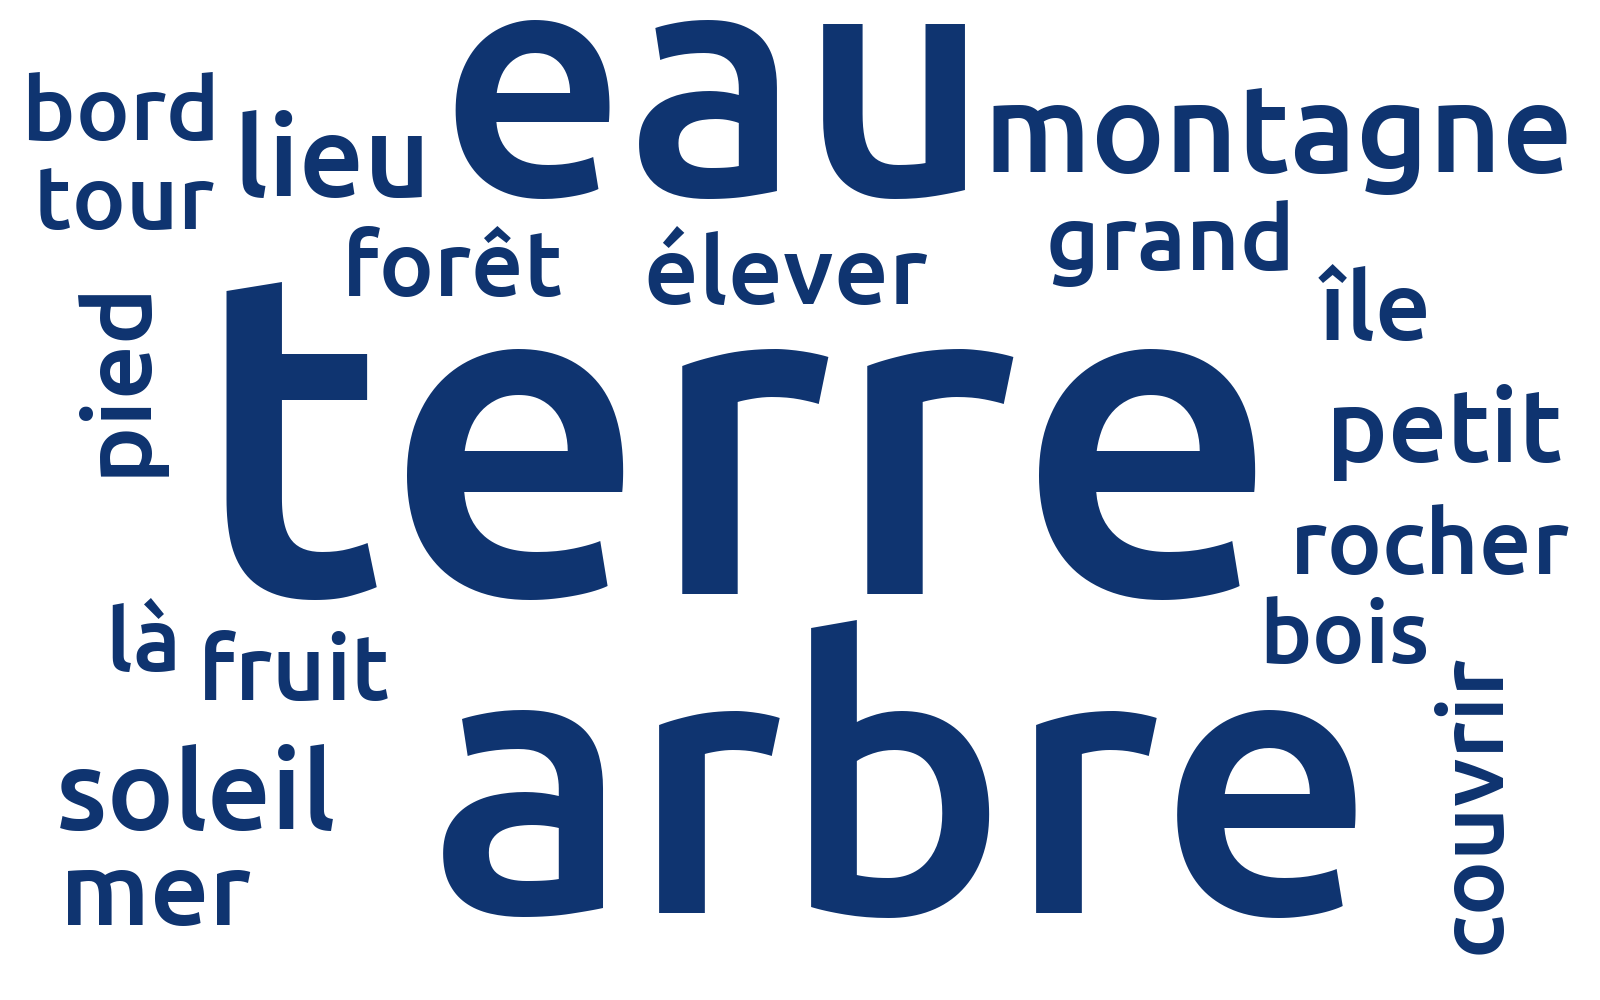 eau
bord
montagne
lieu
tour
forêt
élever
grand
île
pied
terre
petit
rocher
là
fruit
bois
arbre
couvrir
soleil
mer